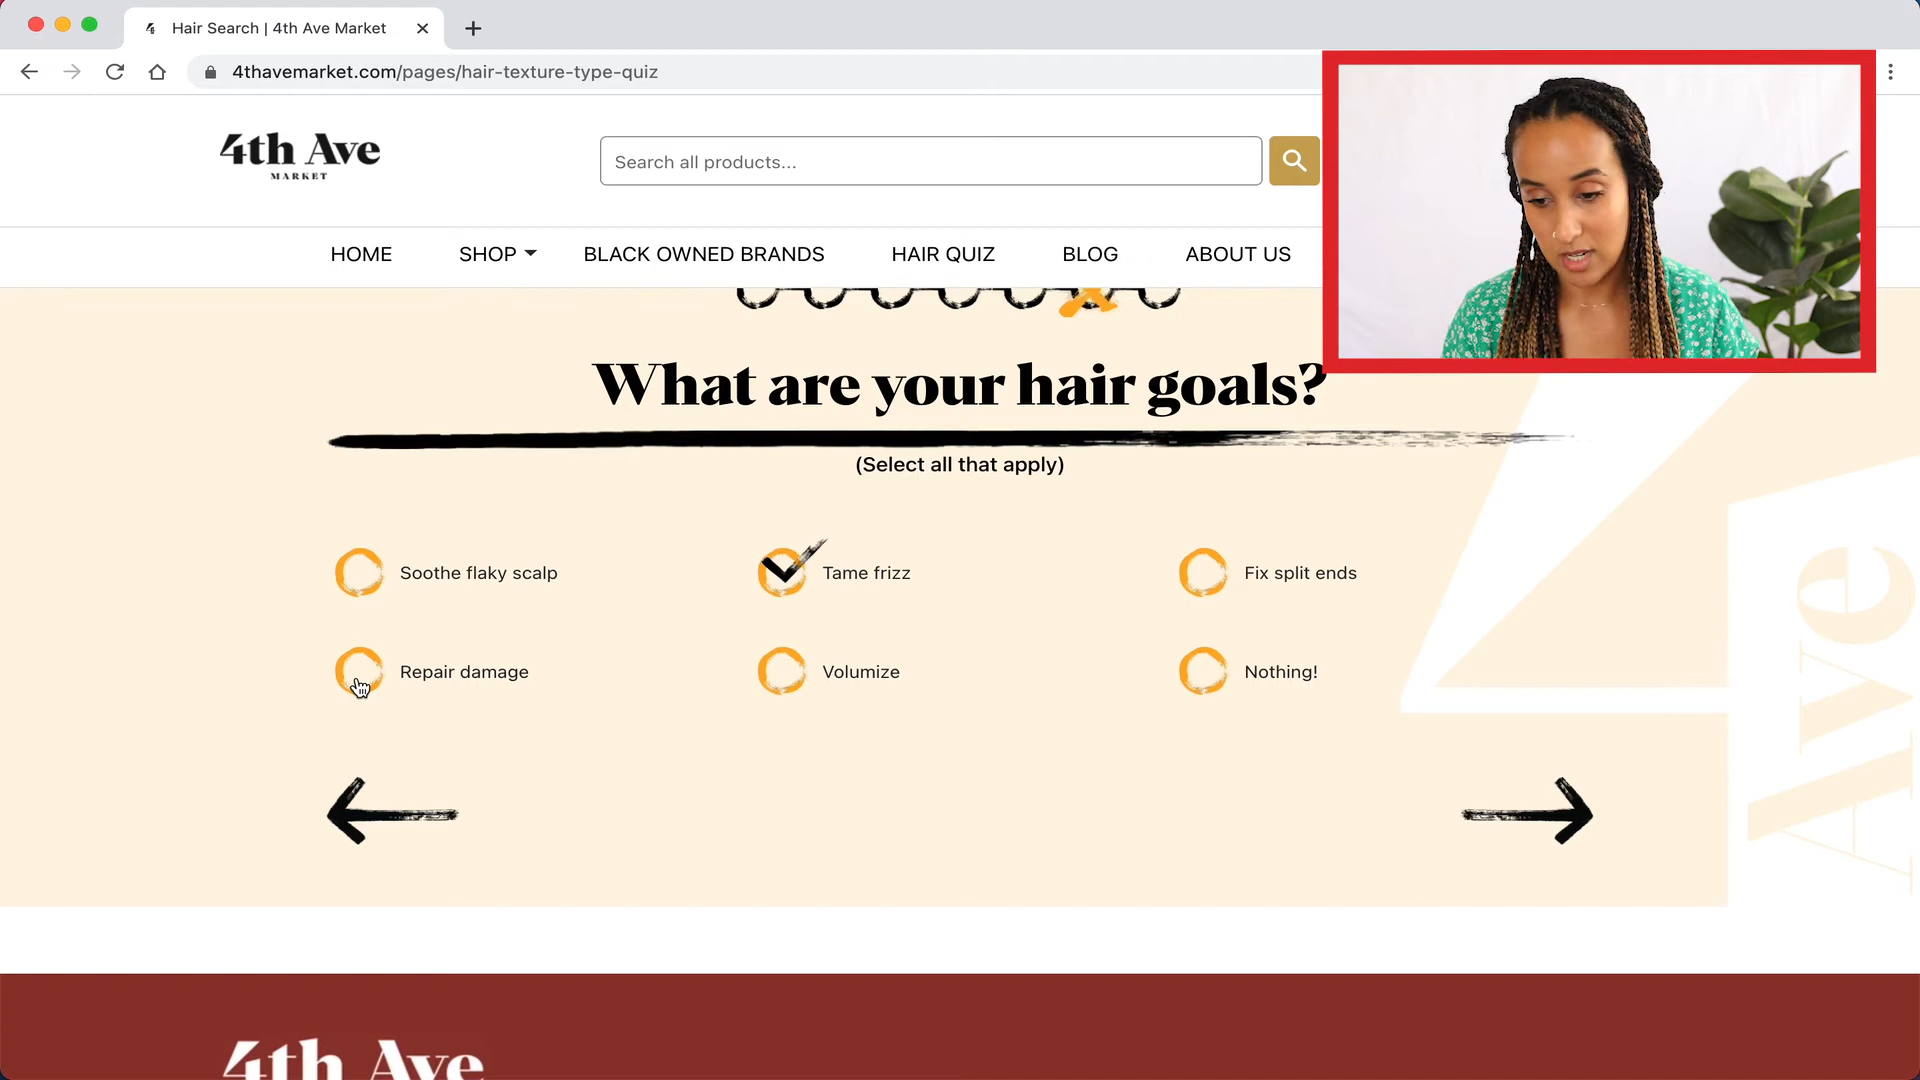 Hair Search | 4th Ave Market
4thavemarket.com/pages/hair-texture-type-quiz
4th Ave
MARKET
Search all products...
HOME SHOP BLACK OWNED BRANDS HAIR QUIZ BLOG ABOUT US
What are your hair goals?
(Select all that apply)
Soothe flaky scalp Tame frizz Fix split ends
Repair damage Volumize Nothing!
Ave
4th Ave